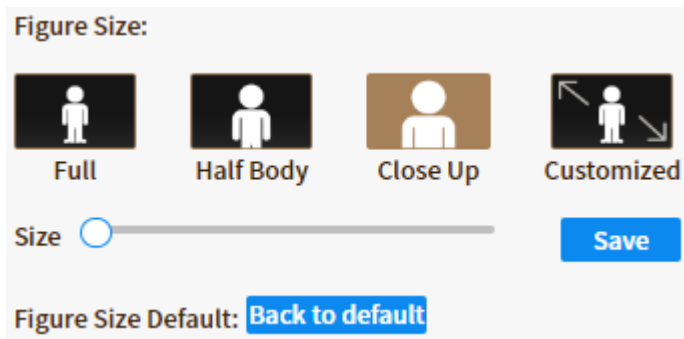 Figure Size:
Full Half Body Close Up Customized
Size Save
Figure Size Default: Back to default